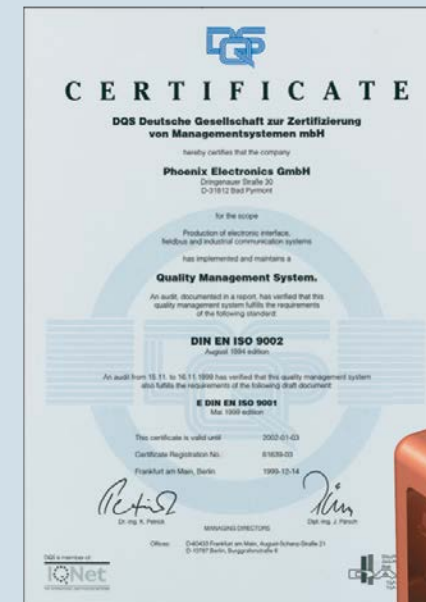 DQS
CERTIFICATE
DQS Deutsche Gesellschaft zur Zertifizierung
von Managementsystemen mbH
hereby certifies that the company
Phoenix Electronics GmbH
Dringenauer Straße 30
D-31812 Bad Pyrmont
for the scope
Production of electronic interface,
fieldbus and industrial communication systems
has implemented and maintains a
Quality Management System.
An audit, documented in a report, has verified that this
quality management system fulfills the requirements
of the following standard:
DIN EN ISO 9002
August 1994 edition
An audit from 15.11. to 16.11.1999 has verified that this quality management system
also fulfills the requirements of the following draft document:
E DIN EN ISO 9001
Mai 1999 edition
This certificate is valid until 2002-01-03
Certificate Registration No.: 61639-03
Frankfurt am Main, Berlin 1999-12-14
Dr.-Ing. K. Petrick Dipl.-Ing. J. Pärsch
MANAGING DIRECTORS
Offices: D-60433 Frankfurt am Main, August-Schanz-Straße 21
D-10787 Berlin, Burggrafenstraße 6
DQS is member of:
IQNet